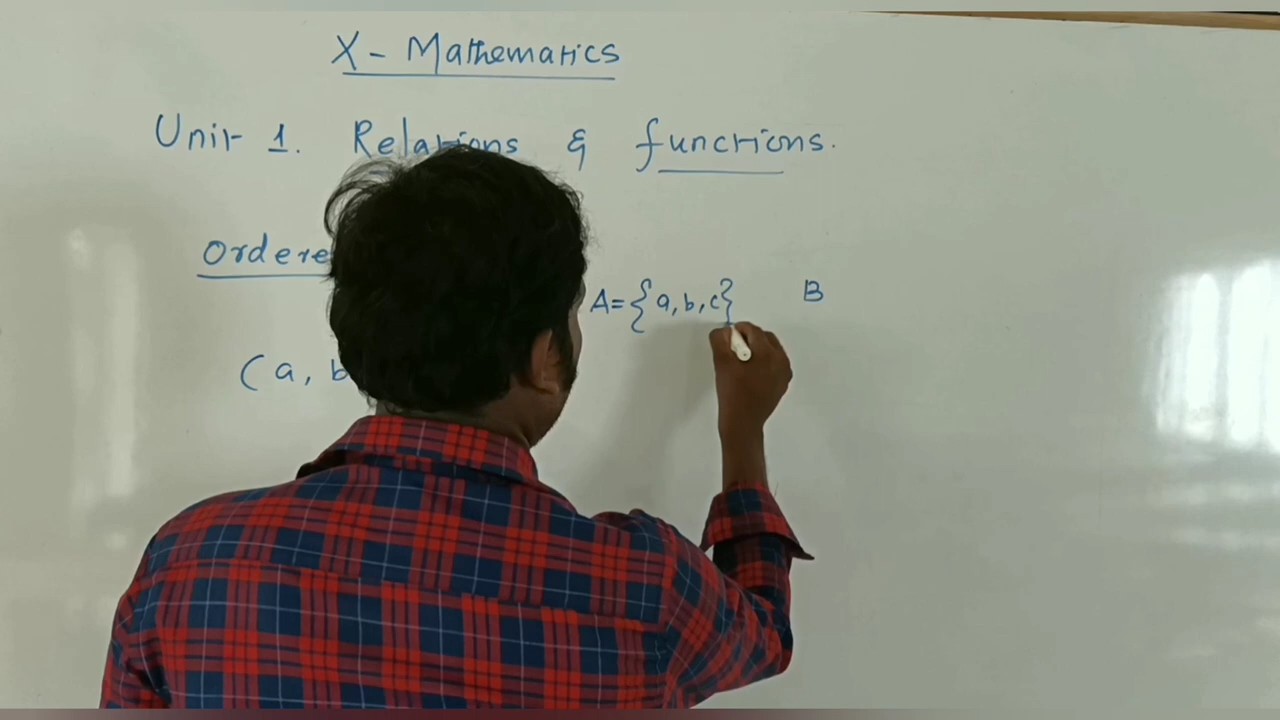 X - Mathematics
Unit 1. Relations & functions.
Ordere
A={a,b,c} B
(a, b